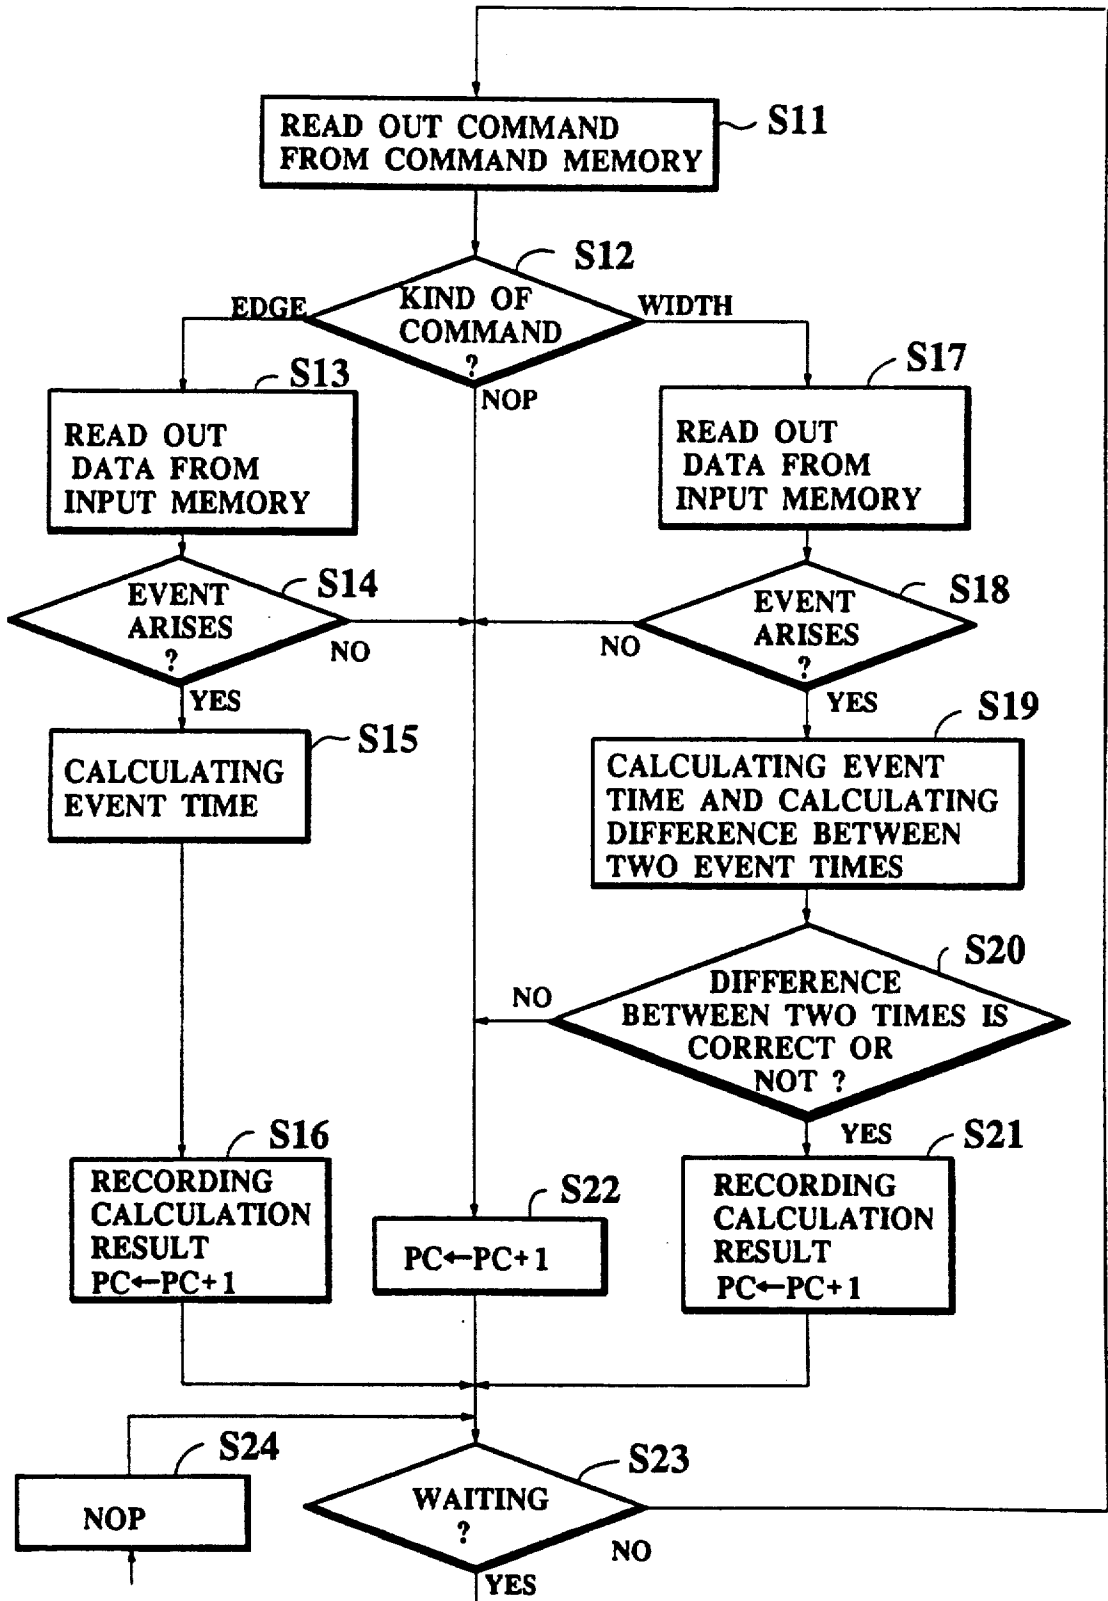 S11
READ OUT COMMAND
FROM COMMAND MEMORY
S12
KIND OF
COMMAND
?
EDGE
WIDTH
NOP
S13
READ OUT
DATA FROM
INPUT MEMORY
S17
READ OUT
DATA FROM
INPUT MEMORY
S14
EVENT
ARISES
?
NO
YES
S18
EVENT
ARISES
?
NO
YES
S15
CALCULATING
EVENT TIME
S19
CALCULATING EVENT
TIME AND CALCULATING
DIFFERENCE BETWEEN
TWO EVENT TIMES
S20
DIFFERENCE
BETWEEN TWO TIMES IS
CORRECT OR
NOT ?
NO
YES
S16
RECORDING
CALCULATION
RESULT
PC←PC+1
S22
PC←PC+1
S21
RECORDING
CALCULATION
RESULT
PC←PC+1
S24
NOP
S23
WAITING
?
NO
YES